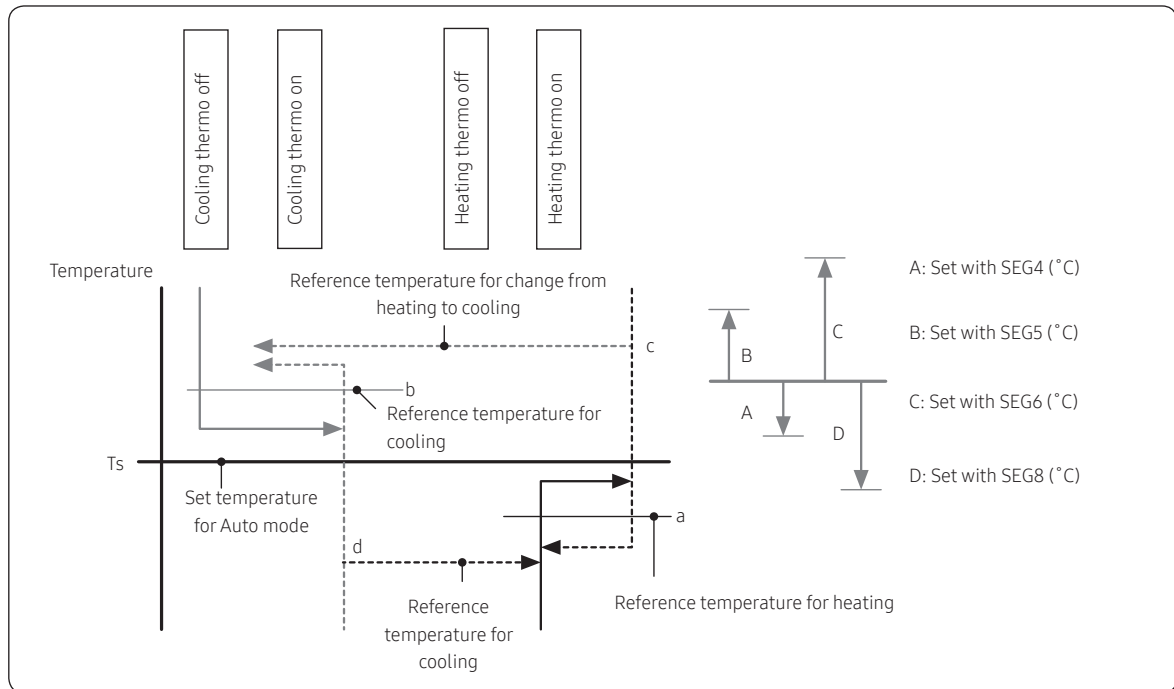 Cooling thermo off
Cooling thermo on
Heating thermo off
Heating thermo on
Temperature
Reference temperature for change from
heating to cooling
c
b
Reference temperature for
cooling
Ts
Set temperature
for Auto mode
a
d
Reference
temperature for
cooling
Reference temperature for heating
B
C
A
D
A: Set with SEG4 (˚C)
B: Set with SEG5 (˚C)
C: Set with SEG6 (˚C)
D: Set with SEG8 (˚C)